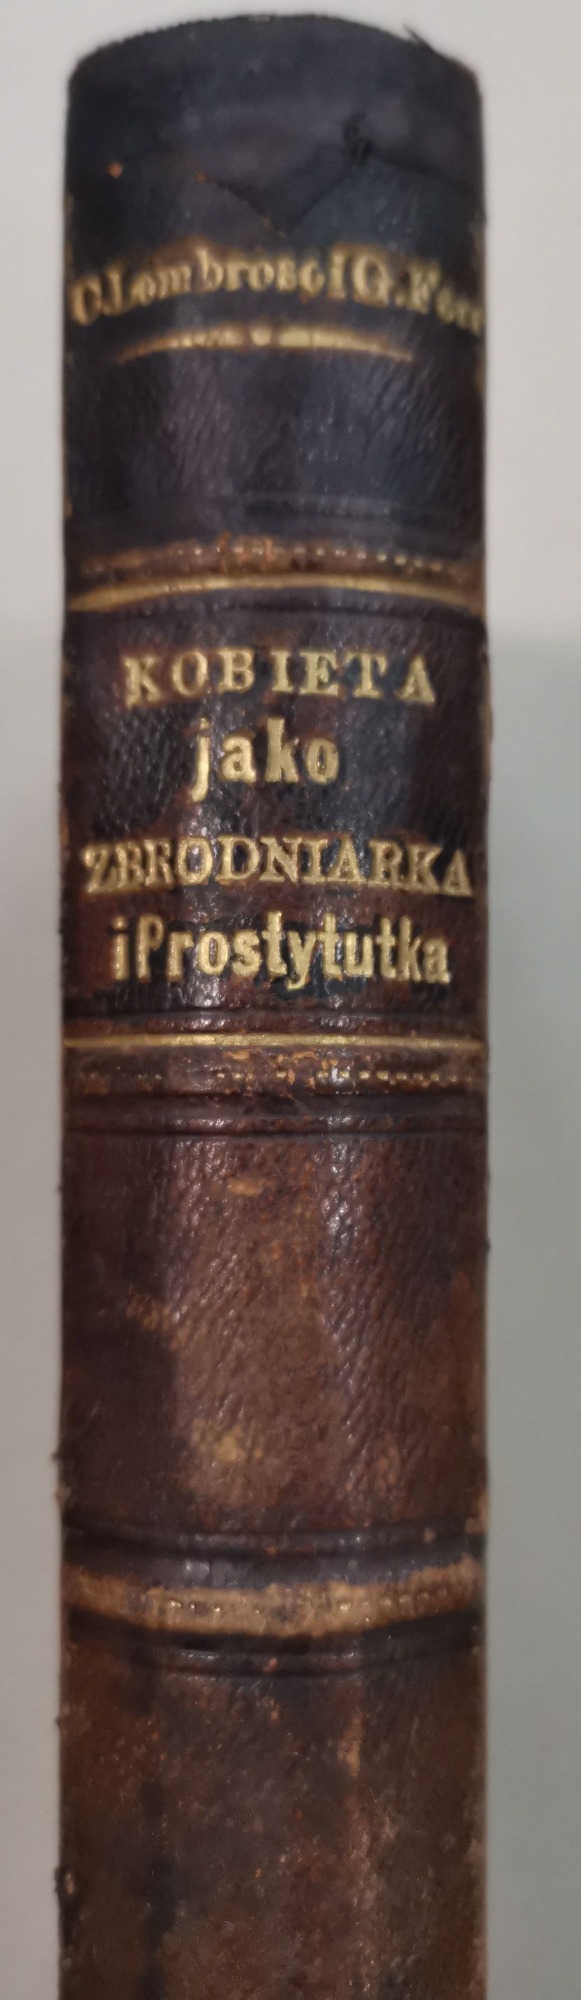 C.Lombroso i G.Ferr
KOBIETA
jako
ZBRODNIARKA
i Prostytutka